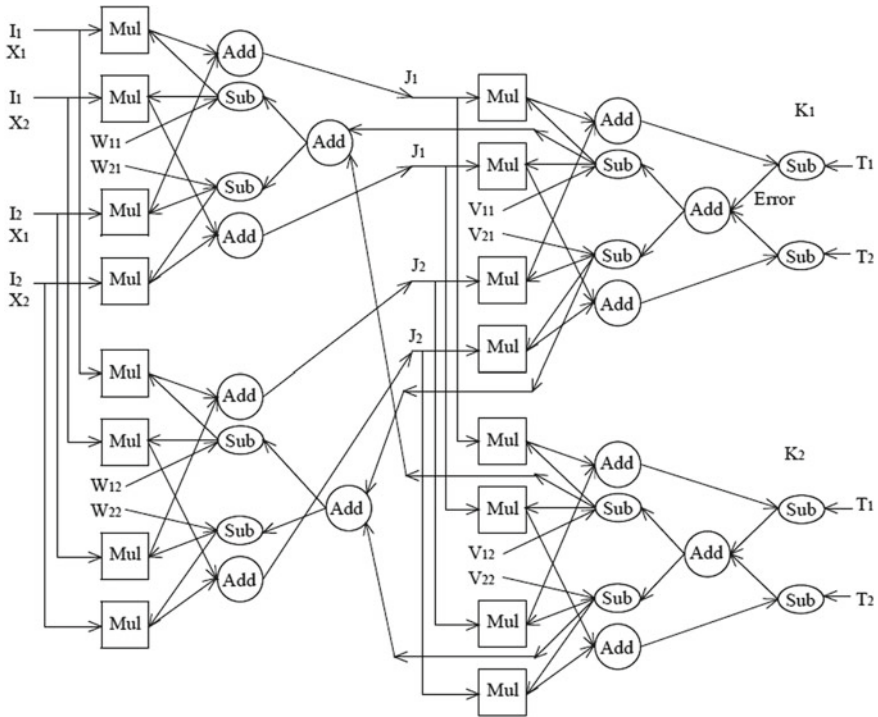 I1
X1
Mul
Add
I1
X2
Mul
Sub
W11
W21
Add
Sub
I2
X1
Mul
Add
I2
X2
Mul
J1
Mul
Add
K1
J1
Mul
Sub
Sub
T1
V11
V21
Add
Error
Sub
Sub
T2
J2
Mul
Add
J2
Mul
Mul
Add
Mul
Sub
W12
W22
Add
Sub
Mul
Add
Mul
Mul
Add
K2
Mul
Sub
Sub
T1
V12
V22
Add
Sub
Sub
T2
Mul
Add
Mul